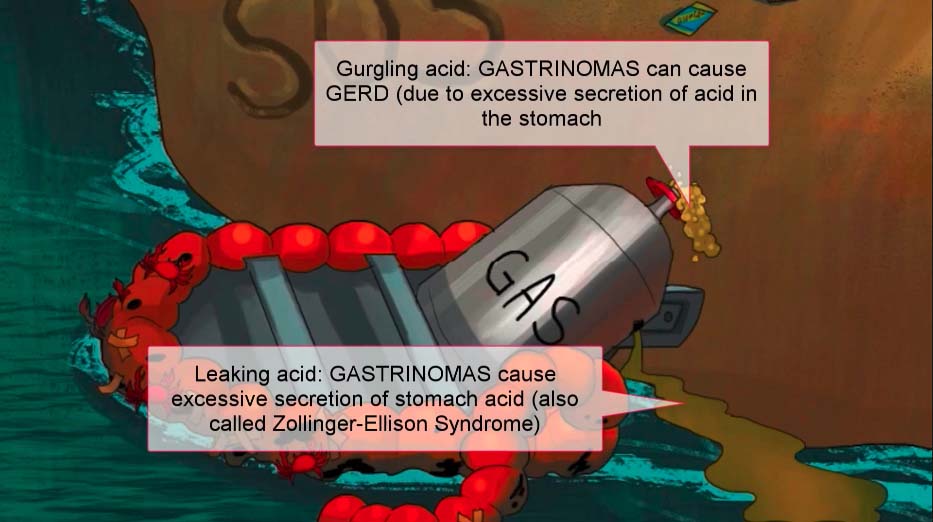 SOS
Gurgling acid: GASTRINOMAS can cause
GERD (due to excessive secretion of acid in
the stomach
GAS
Leaking acid: GASTRINOMAS cause
excessive secretion of stomach acid (also
called Zollinger-Ellison Syndrome)